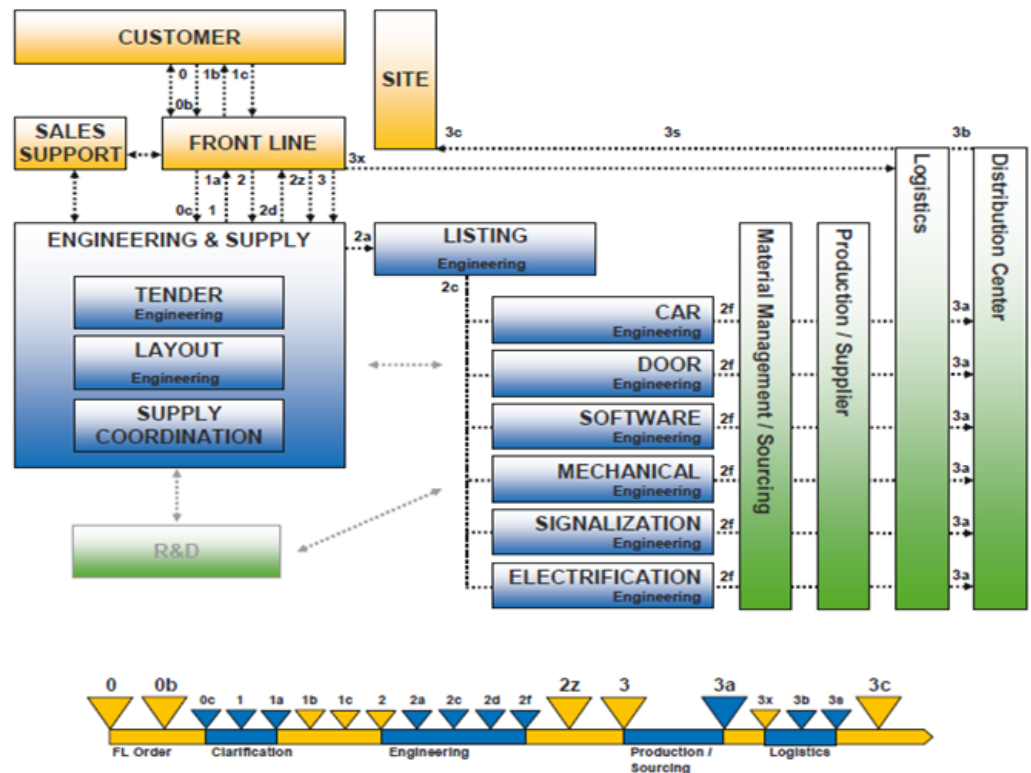 CUSTOMER
SITE
0
1b
1c
0b
SALES
SUPPORT
FRONT LINE
3c
3s
3b
3x
1a
2
2z
3
0c
1
2d
Logistics
Distribution Center
ENGINEERING & SUPPLY
2a
LISTING
Engineering
2c
TENDER
Engineering
LAYOUT
Engineering
SUPPLY
COORDINATION
R&D
CAR
Engineering
2f
3a
DOOR
Engineering
2f
3a
SOFTWARE
Engineering
2f
3a
MECHANICAL
Engineering
2f
3a
SIGNALIZATION
Engineering
2f
3a
ELECTRIFICATION
Engineering
2f
3a
Material Management / Sourcing
Production / Supplier
0
0b
0c
1
1a
1b
1c
2
2a
2c
2d
2f
2z
3
3a
3x
3b
3s
3c
FL Order
Clarification
Engineering
Production /
Sourcing
Logistics